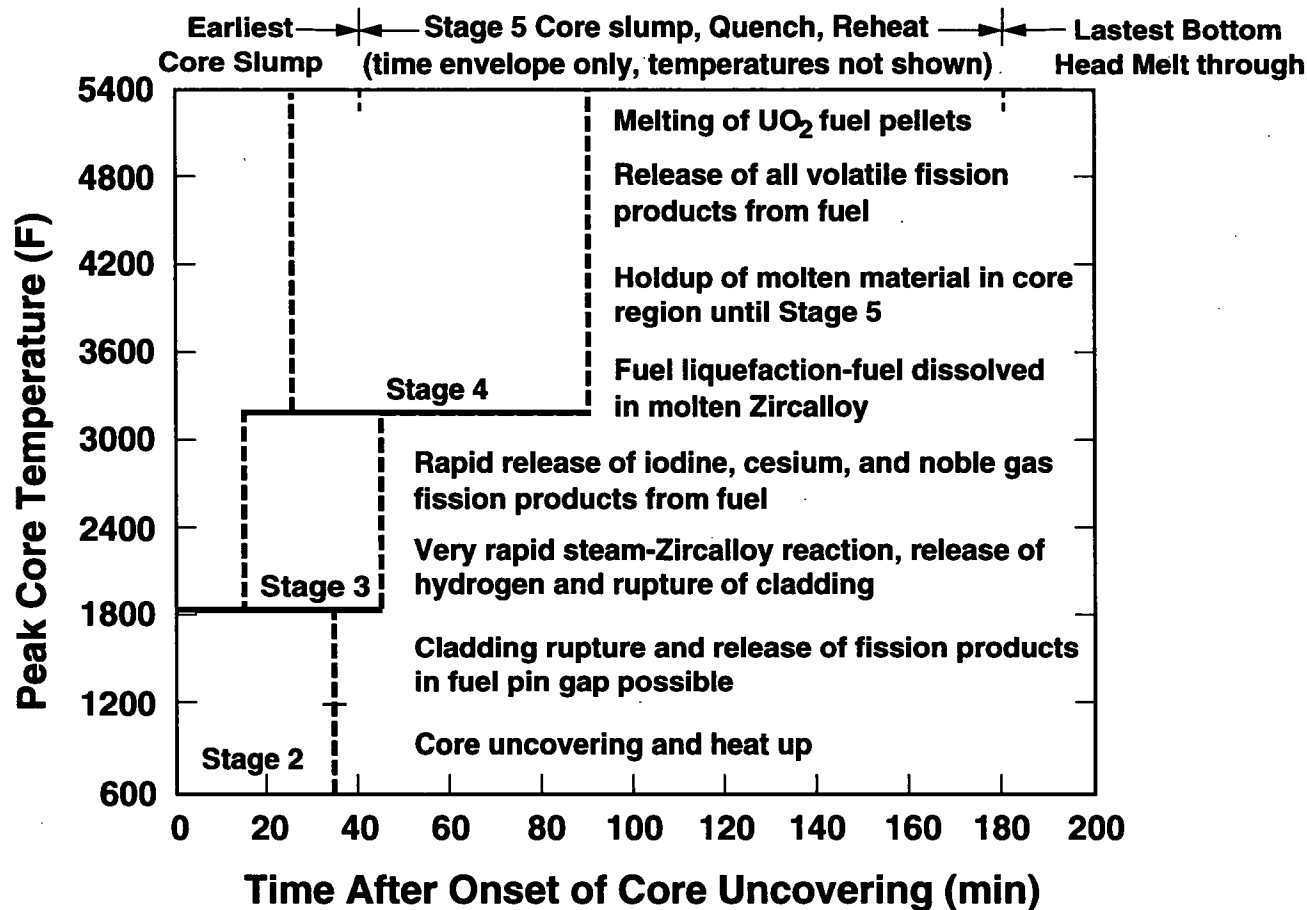 Earliest
Core Slump
Stage 5 Core slump, Quench, Reheat
(time envelope only, temperatures not shown)
Lastest Bottom
Head Melt through
Peak Core Temperature (F)
5400
4800
4200
3600
3000
2400
1800
1200
600
Melting of UO2 fuel pellets
Release of all volatile fission
products from fuel
Holdup of molten material in core
region until Stage 5
Fuel liquefaction-fuel dissolved
in molten Zircalloy
Stage 4
Rapid release of iodine, cesium, and noble gas
fission products from fuel
Very rapid steam-Zircalloy reaction, release of
hydrogen and rupture of cladding
Stage 3
Cladding rupture and release of fission products
in fuel pin gap possible
Core uncovering and heat up
Stage 2
0 20 40 60 80 100 120 140 160 180 200
Time After Onset of Core Uncovering (min)